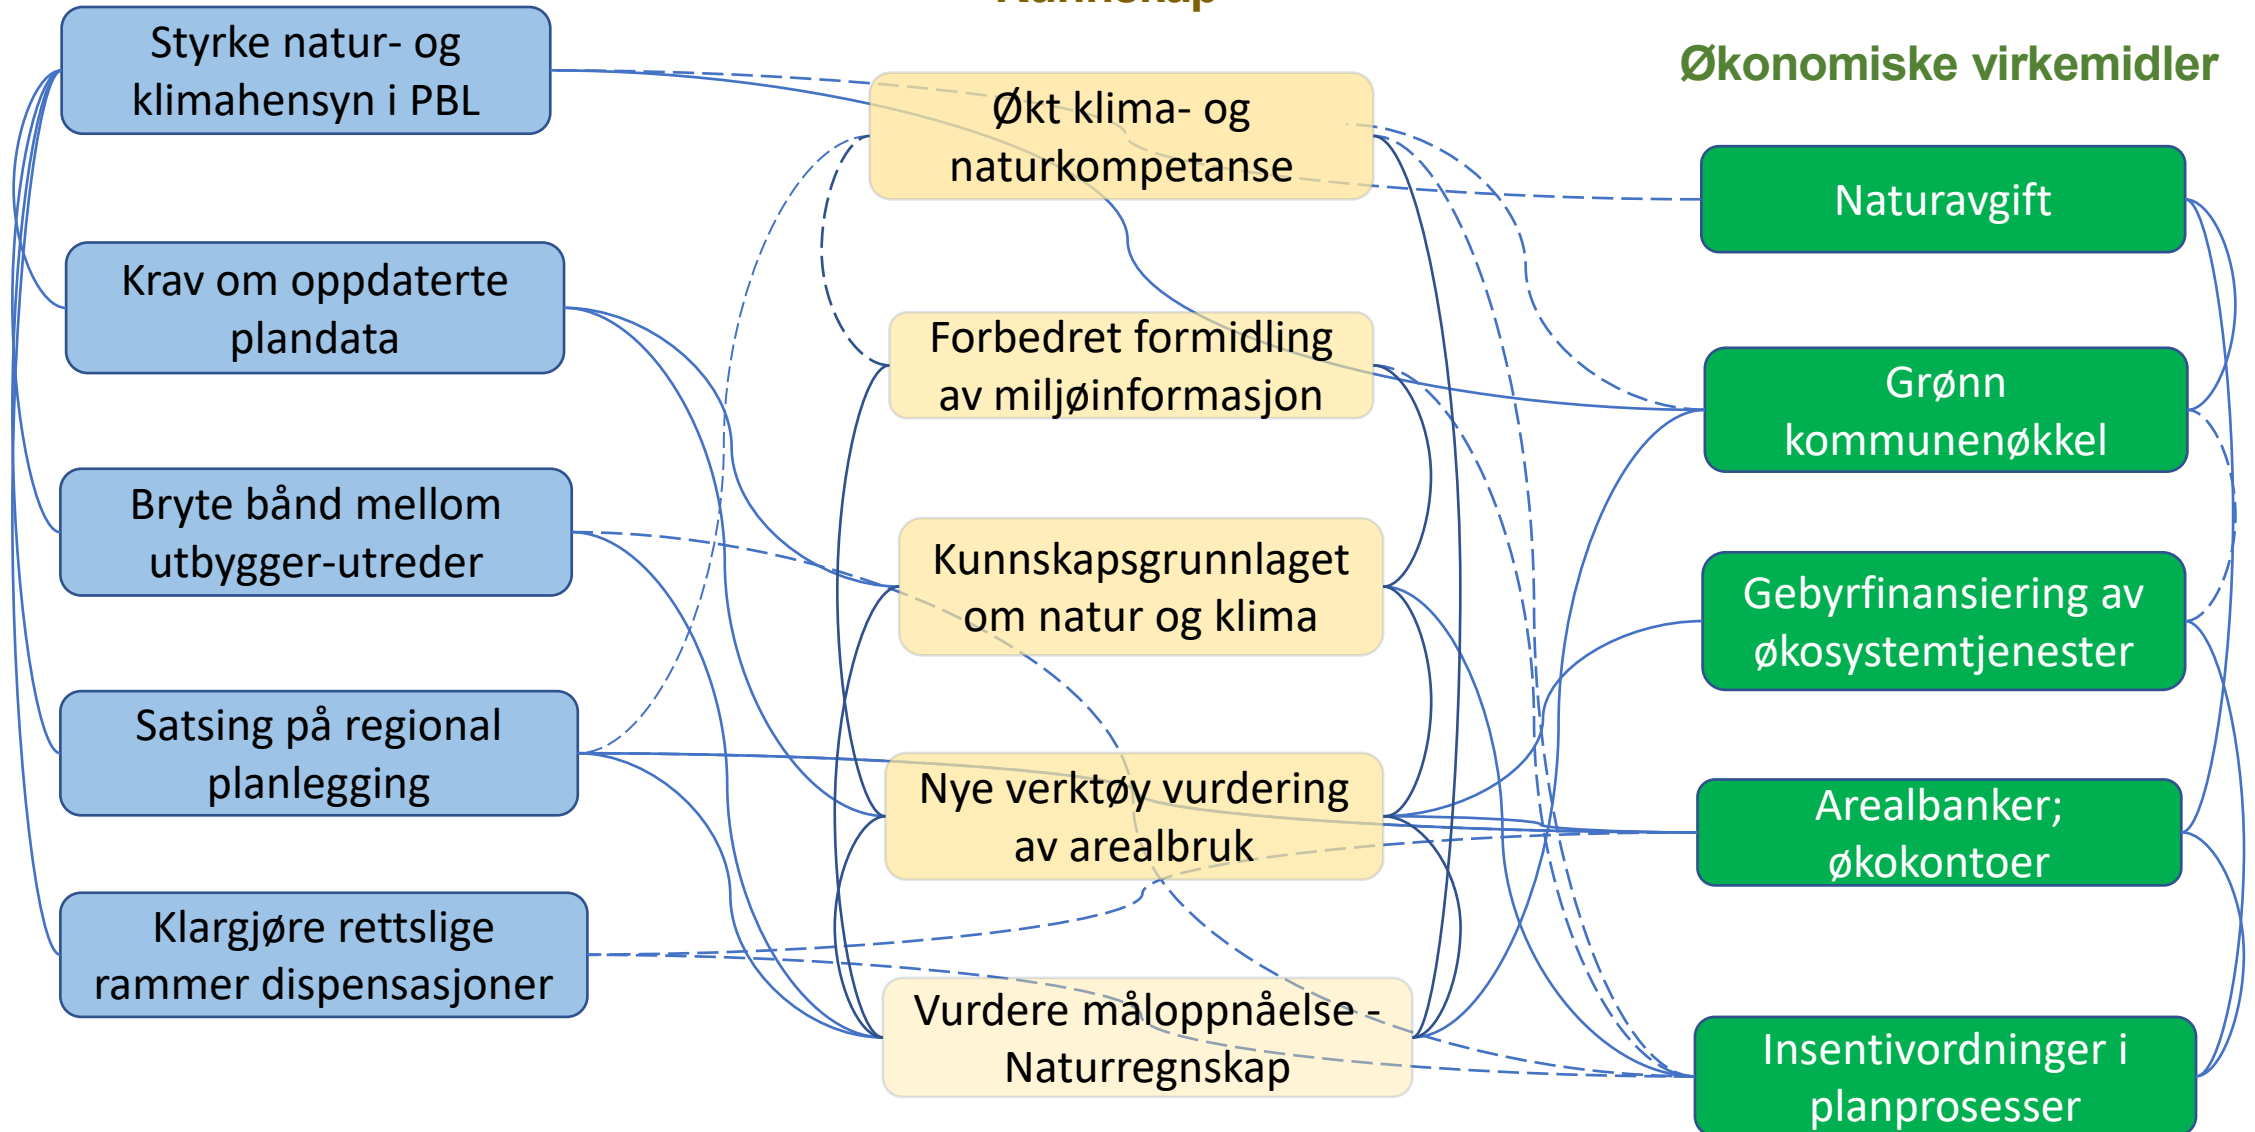 Kunnskap
Økonomiske virkemidler
Styrke natur- og
klimahensyn i PBL
Krav om oppdaterte
plandata
Bryte bånd mellom
utbygger-utreder
Satsing på regional
planlegging
Klargjøre rettslige
rammer dispensasjoner
Økt klima- og
naturkompetanse
Forbedret formidling
av miljøinformasjon
Kunnskapsgrunnlaget
om natur og klima
Nye verktøy vurdering
av arealbruk
Vurdere måloppnåelse -
Naturregnskap
Naturavgift
Grønn
kommunenøkkel
Gebyrfinansiering av
økosystemtjenester
Arealbanker;
økokontoer
Insentivordninger i
planprosesser